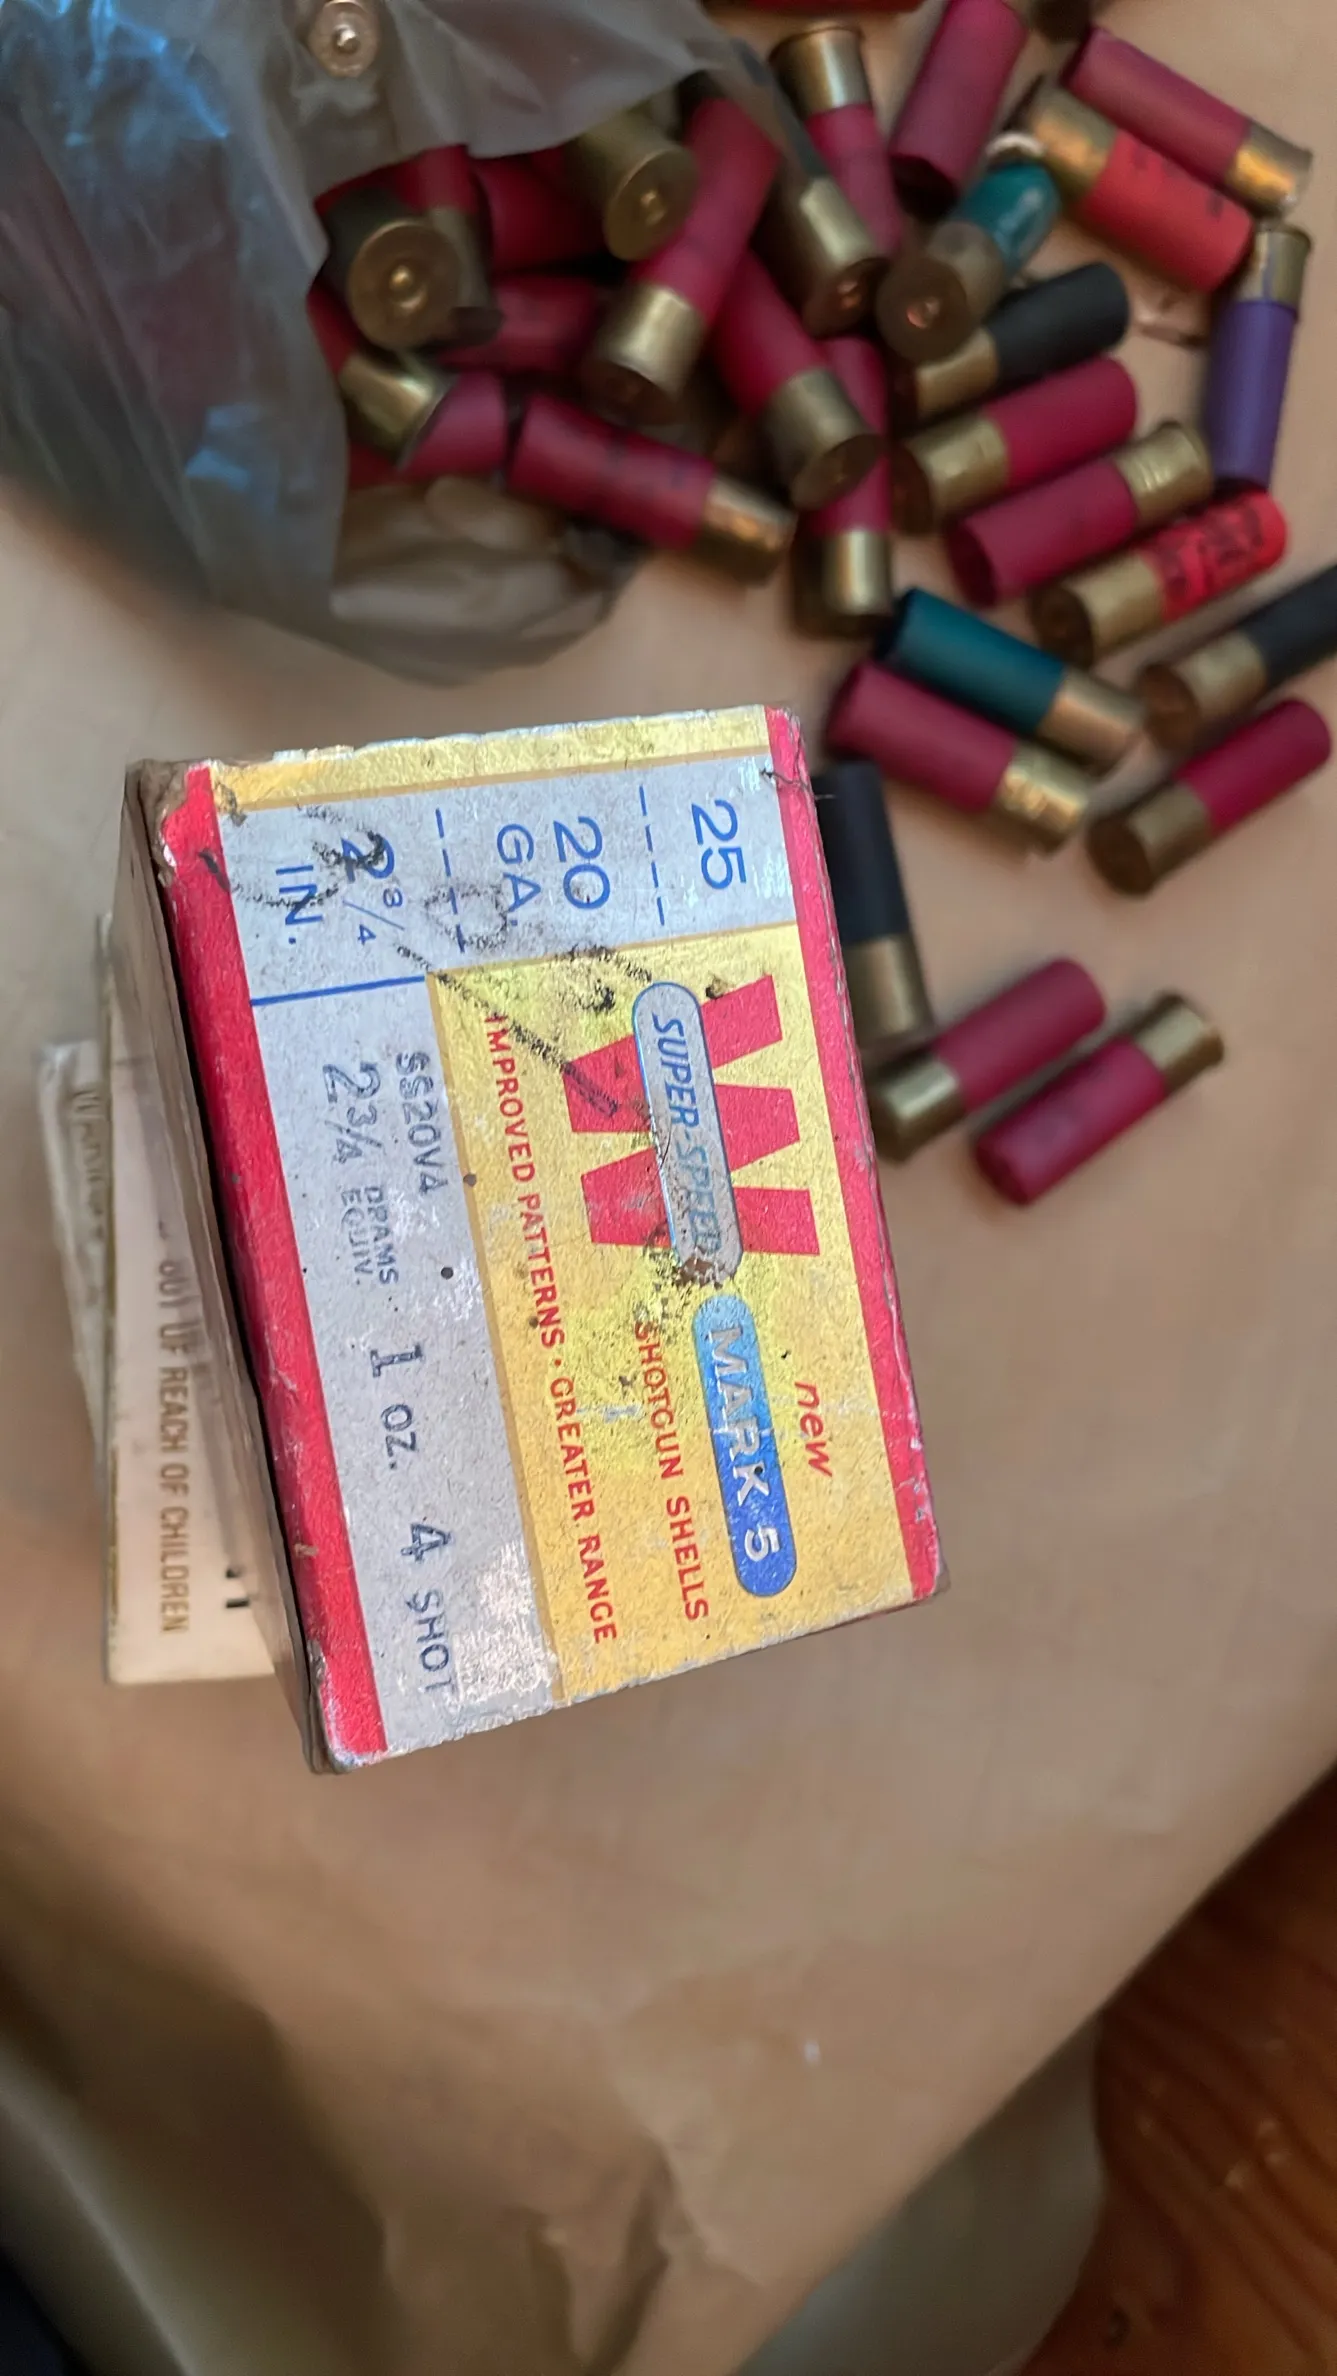 25
20
GA.
2 3/4
IN.
W
SUPER-SPEED
new
MARK 5
SHOTGUN SHELLS
IMPROVED PATTERNS · GREATER RANGE
SS20V4
2 3/4 DRAMS EQUIV. 1 OZ. 4 SHOT
OF REACH OF CHILDREN